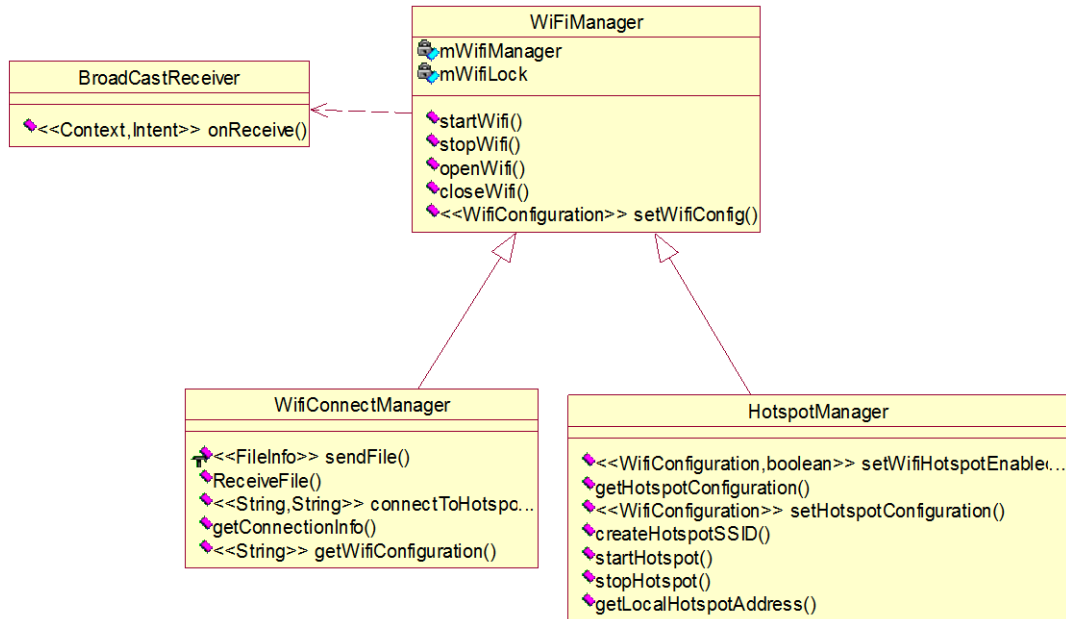 WiFiManager
mWifiManager
mWifiLock
startWifi()
stopWifi()
openWifi()
closeWifi()
<<WifiConfiguration>> setWifiConfig()
BroadCastReceiver
<<Context,Intent>> onReceive()
WifiConnectManager
<<FileInfo>> sendFile()
ReceiveFile()
<<String,String>> connectToHotspo...
getConnectionInfo()
<<String>> getWifiConfiguration()
HotspotManager
<<WifiConfiguration,boolean>> setWifiHotspotEnable...
getHotspotConfiguration()
<<WifiConfiguration>> setHotspotConfiguration()
createHotspotSSID()
startHotspot()
stopHotspot()
getLocalHotspotAddress()